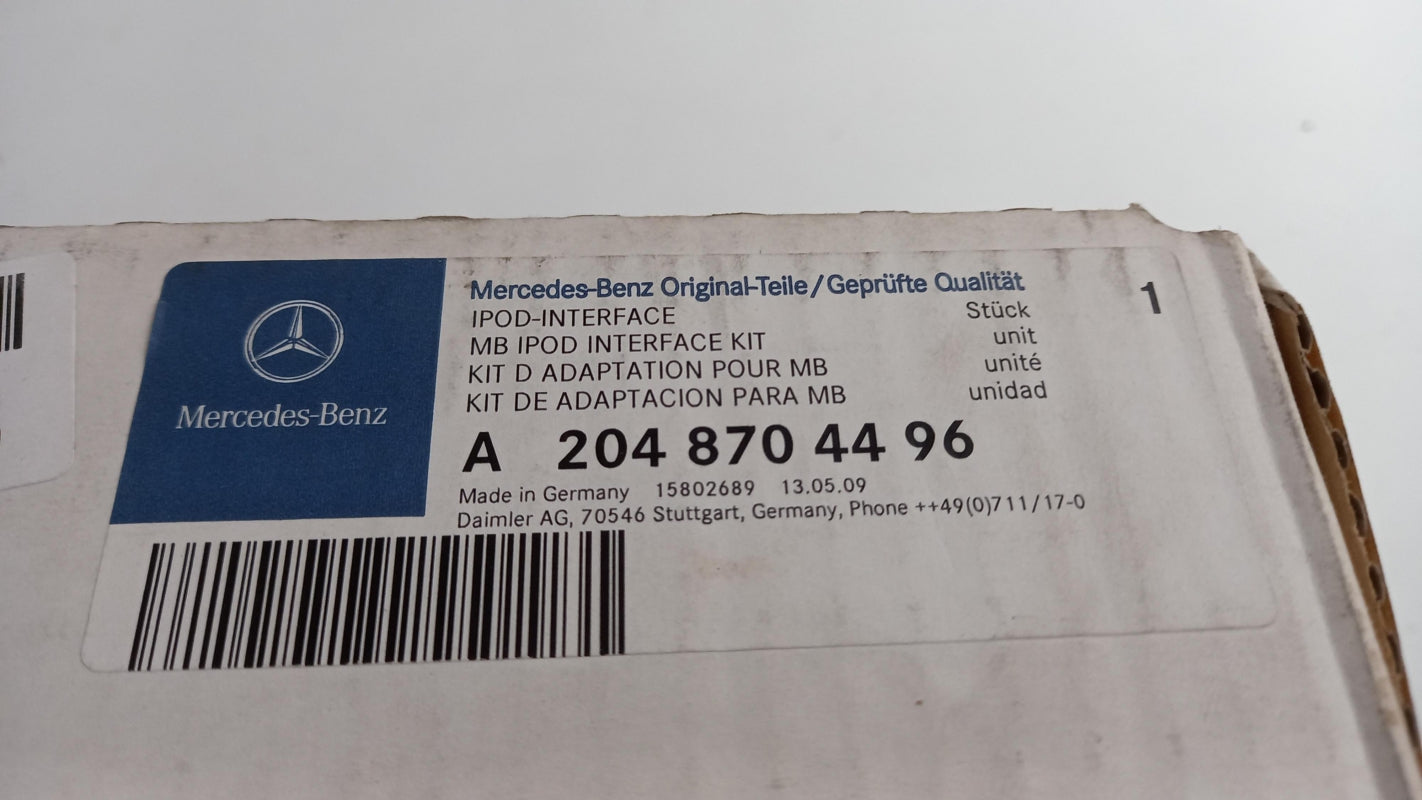 Mercedes-Benz
Mercedes-Benz Original-Teile/Geprüfte Qualität
IPOD-INTERFACE Stück 1
MB IPOD INTERFACE KIT unit
KIT D ADAPTATION POUR MB unité
KIT DE ADAPTACION PARA MB unidad
A 204 870 44 96
Made in Germany 15802689 13.05.09
Daimler AG, 70546 Stuttgart, Germany, Phone ++49(0)711/17-0